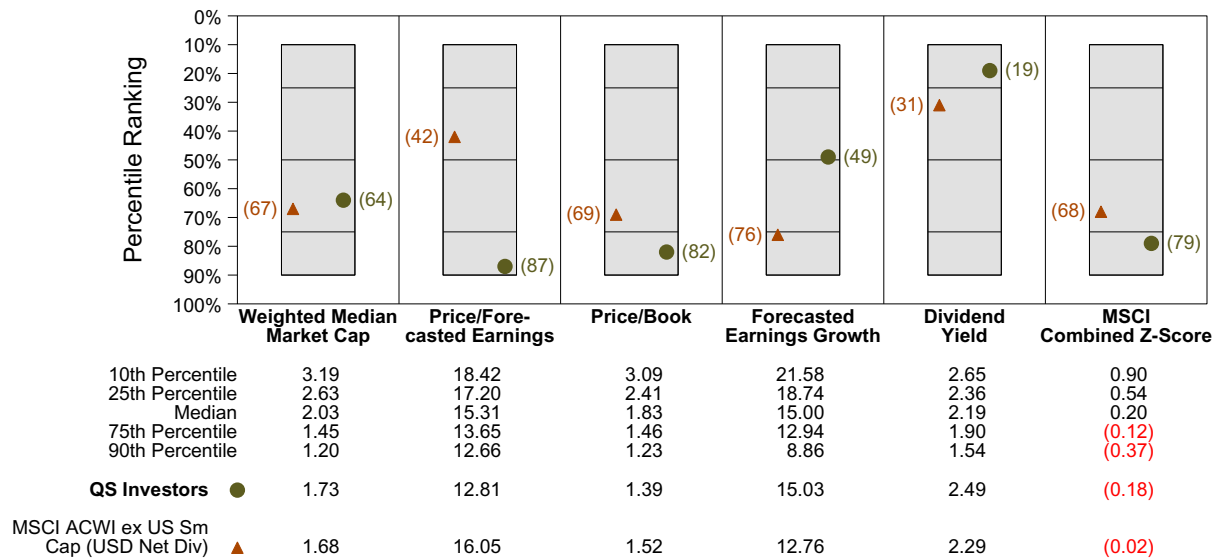 0%
10%
20%
30%
40%
50%
60%
70%
80%
90%
100%
Percentile Ranking
(67)
(64)
(42)
(87)
(69)
(82)
(76)
(49)
(31)
(19)
(68)
(79)
Weighted Median
Market Cap
Price/Fore-
casted Earnings
Price/Book
Forecasted
Earnings Growth
Dividend
Yield
MSCI
Combined Z-Score
10th Percentile 3.19 18.42 3.09 21.58 2.65 0.90
25th Percentile 2.63 17.20 2.41 18.74 2.36 0.54
Median 2.03 15.31 1.83 15.00 2.19 0.20
75th Percentile 1.45 13.65 1.46 12.94 1.90 (0.12)
90th Percentile 1.20 12.66 1.23 8.86 1.54 (0.37)
QS Investors 1.73 12.81 1.39 15.03 2.49 (0.18)
MSCI ACWI ex US Sm
Cap (USD Net Div) 1.68 16.05 1.52 12.76 2.29 (0.02)